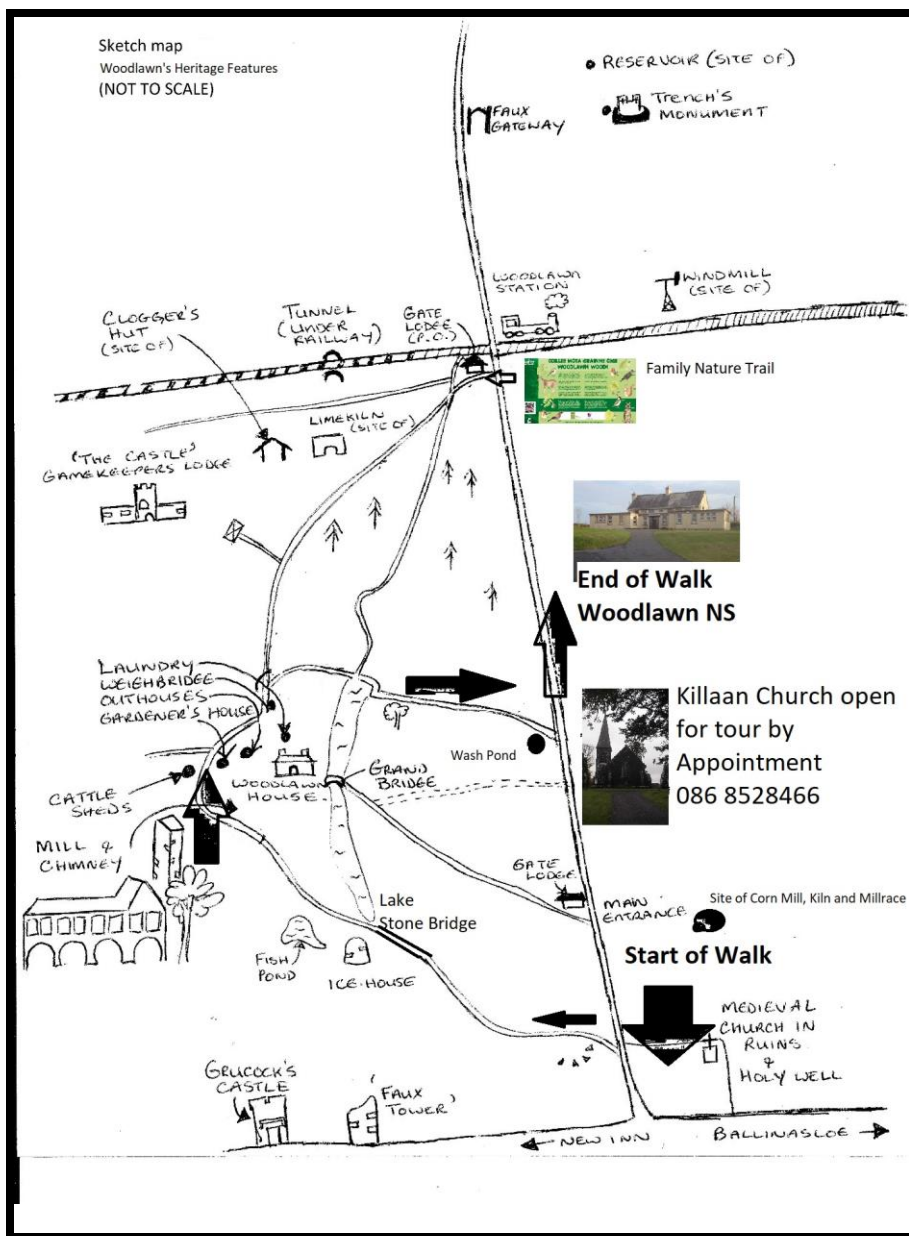 Sketch map
Woodlawn's Heritage Features
(NOT TO SCALE)
RESERVOIR (SITE OF)
TRENCH'S
MONUMENT
FAUX
GATEWAY
WOODLAWN
STATION
WINDMILL
(SITE OF)
CLOGGER'S
HUT
(SITE OF)
TUNNEL
(UNDER
RAILWAY)
GATE
LODGE
(P.O.)
Family Nature Trail
WOODLAWN WOODS
LIMEKILN
(SITE OF)
'THE CASTLE'
GAMEKEEPERS LODGE
End of Walk
Woodlawn NS
LAUNDRY
WEIGHBRIDGE
OUTHOUSES
GARDENER'S HOUSE
Killaan Church open
for tour by
Appointment
086 8528466
Wash Pond
GRAND
BRIDGE
WOODLAWN
HOUSE
CATTLE
SHEDS
MILL &
CHIMNEY
GATE
LODGE
MAIN
ENTRANCE
Site of Corn Mill, Kiln and Millrace
Lake
Stone Bridge
FISH
POND
ICE-HOUSE
Start of Walk
MEDIEVAL
CHURCH IN
RUINS
&
HOLY WELL
GRUCOCK'S
CASTLE
'FAUX
TOWER'
NEW INN
BALLINASLOE